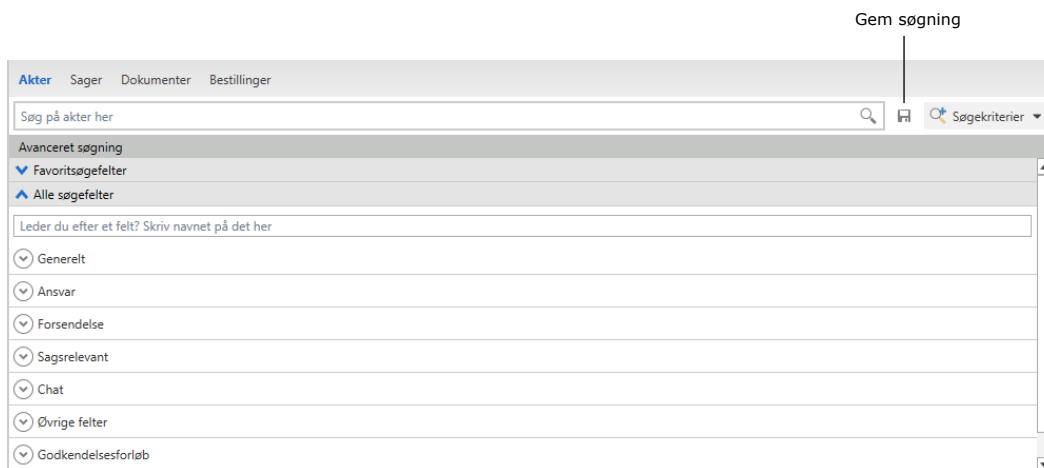 Gem søgning
Akter Sager Dokumenter Bestillinger
Søg på akter her
Søgekriterier
Avanceret søgning
Favoritsøgefelter
Alle søgefelter
Leder du efter et felt? Skriv navnet på det her
Generelt
Ansvar
Forsendelse
Sagsrelevant
Chat
Øvrige felter
Godkendelsesforløb